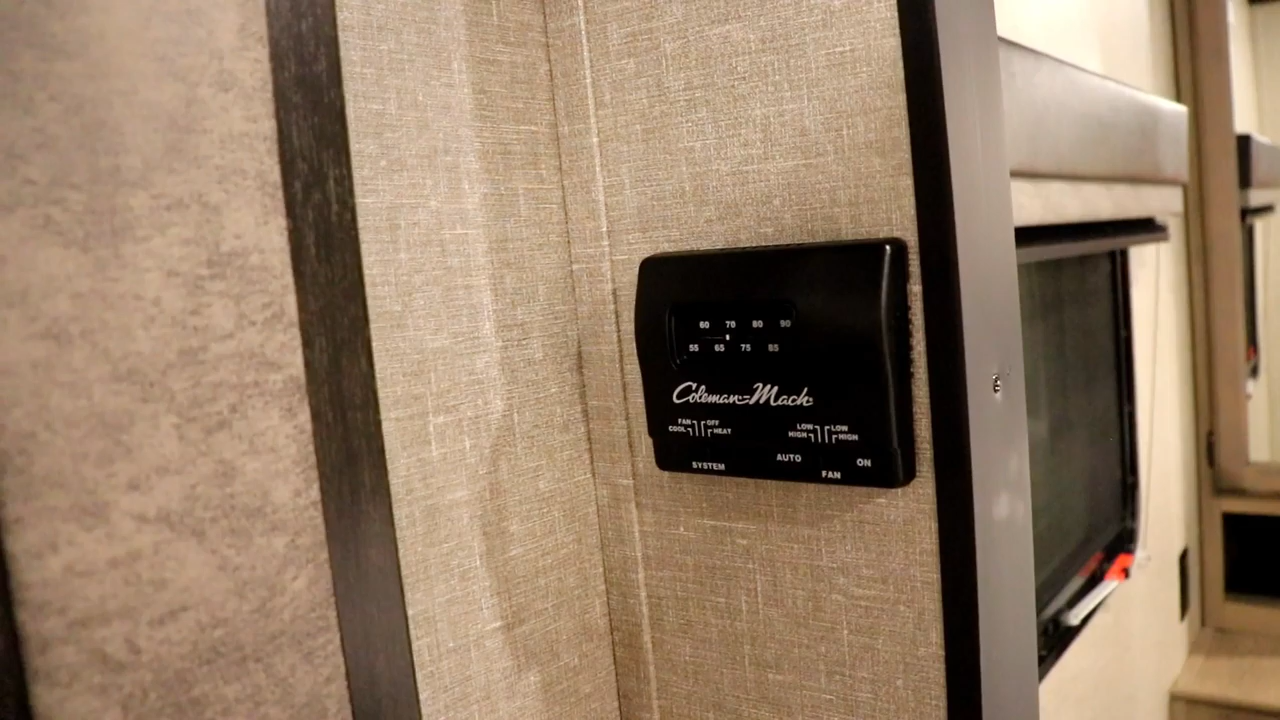 60 70 80 90
55 65 75 85
Coleman-Mach
FAN OFF
COOL HEAT
LOW LOW
HIGH HIGH
SYSTEM
AUTO ON
FAN